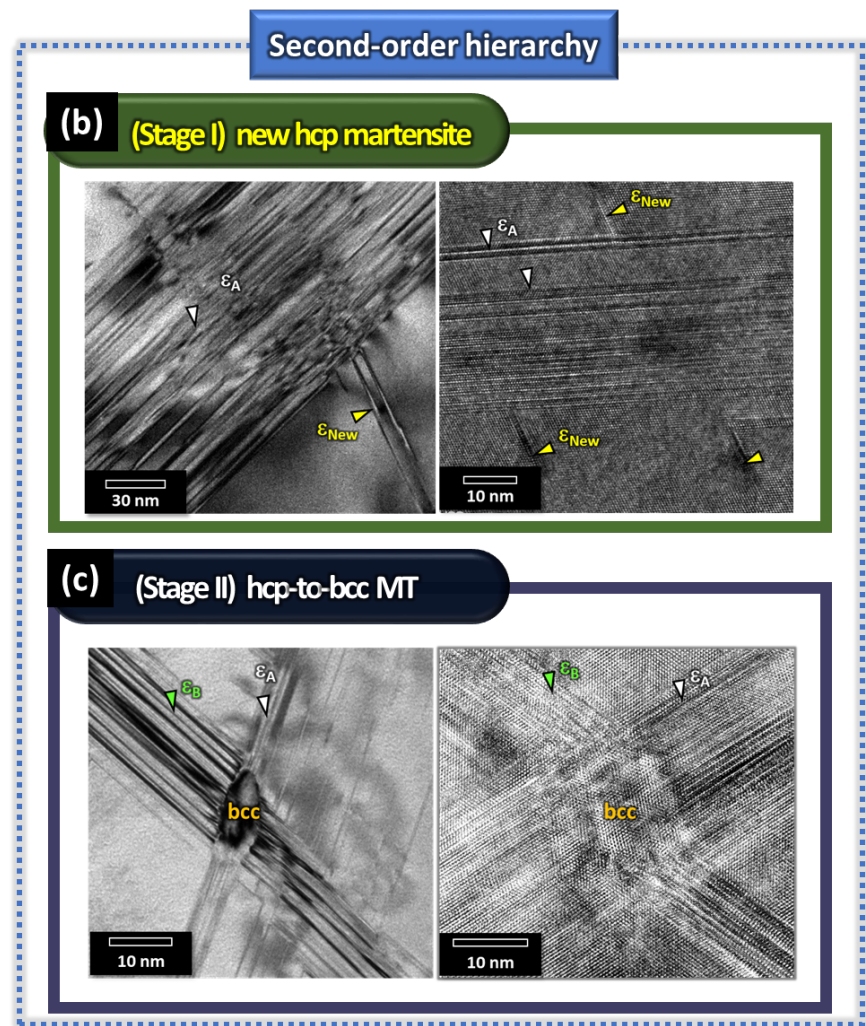 Second-order hierarchy
(b)
(Stage I) new hcp martensite
εA
εNew
30 nm
εNew
εA
εNew
10 nm
(c)
(Stage II) hcp-to-bcc MT
εB
εA
bcc
10 nm
εB
εA
bcc
10 nm